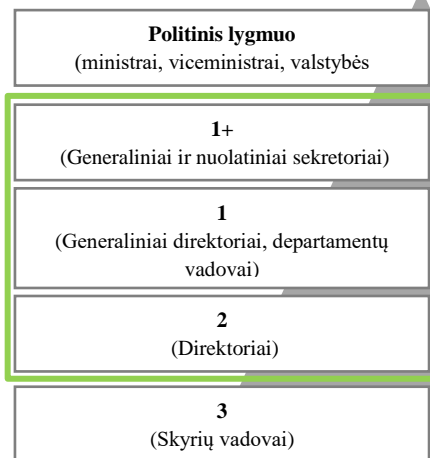 Politinis lygmuo
(ministrai, viceministrai, valstybės
1+
(Generaliniai ir nuolatiniai sekretoriai)
1
(Generaliniai direktoriai, departamentų
vadovai)
2
(Direktoriai)
3
(Skyrių vadovai)